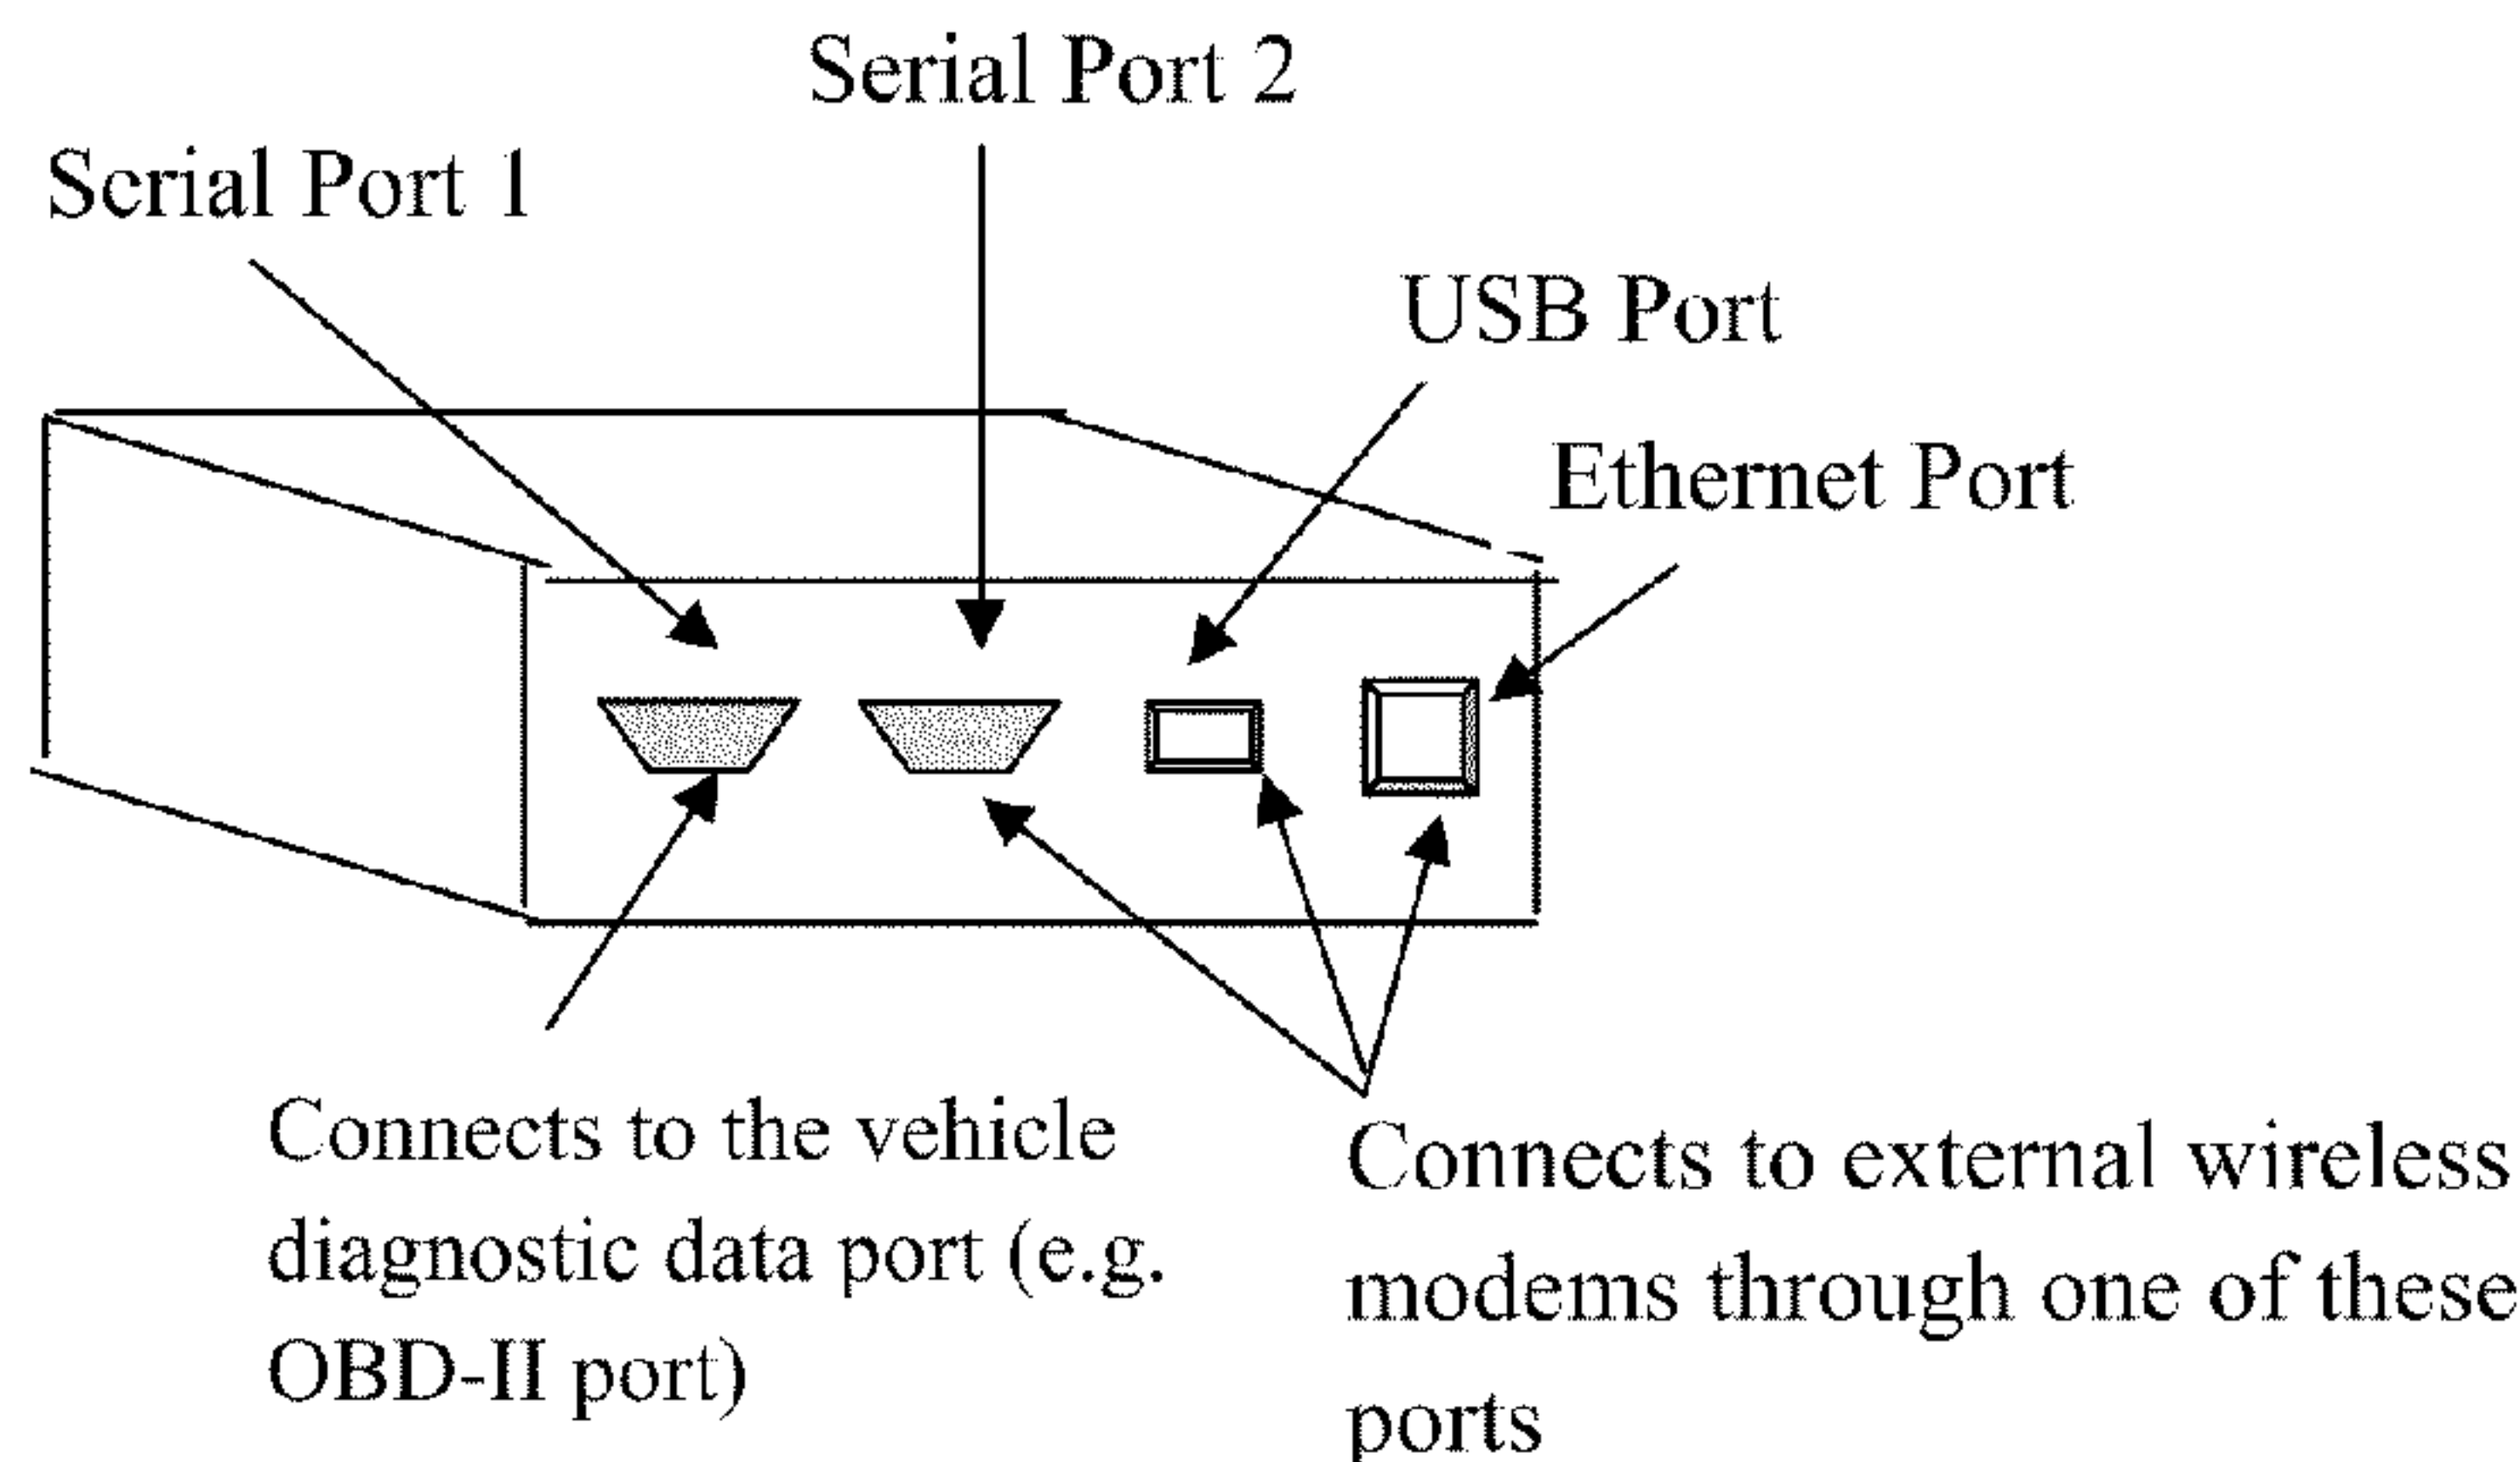 Serial Port 2
Serial Port 1
USB Port
Ethernet Port
Connects to the vehicle
diagnostic data port (e.g.
OBD-II port)
Connects to external wireless
modems through one of these
ports